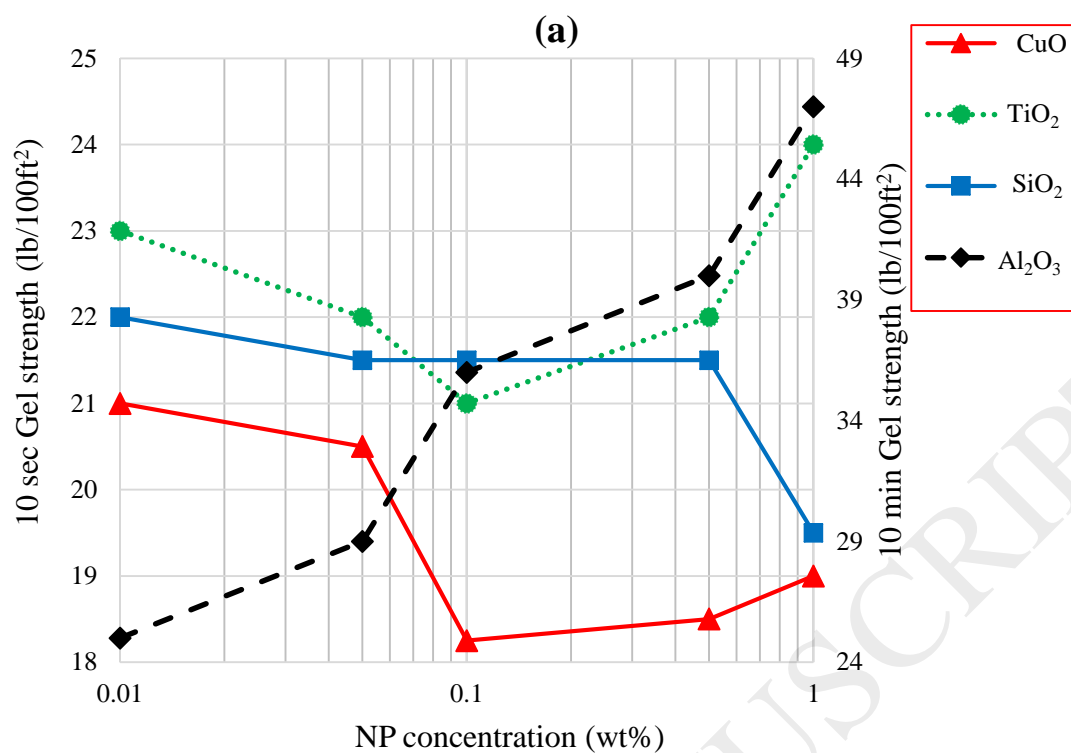 (a)
25
24
23
22
21
20
19
18
10 sec Gel strength (lb/100ft²)
49
44
39
34
29
24
10 min Gel strength (lb/100ft²)
0.01
0.1
1
NP concentration (wt%)
CuO
TiO₂
SiO₂
Al₂O₃
USCRIPT